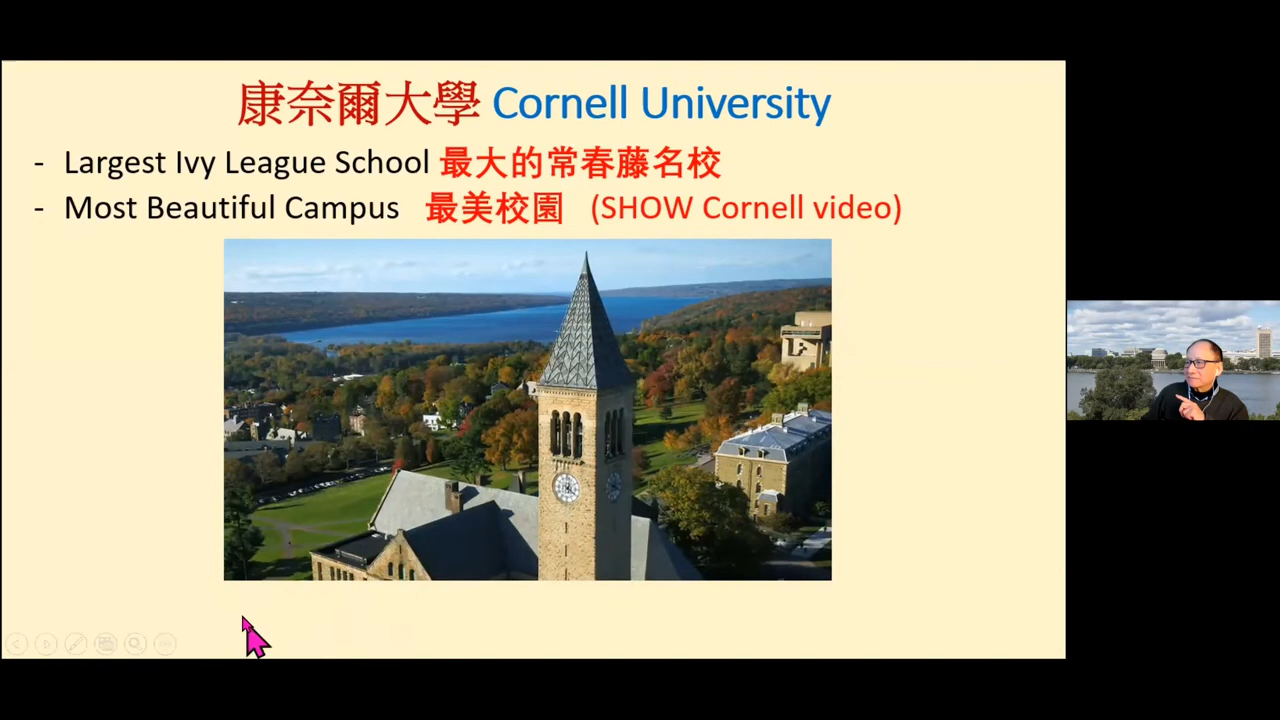 康奈爾大學 Cornell University
- Largest Ivy League School 最大的常春藤名校
- Most Beautiful Campus 最美校園 (SHOW Cornell video)